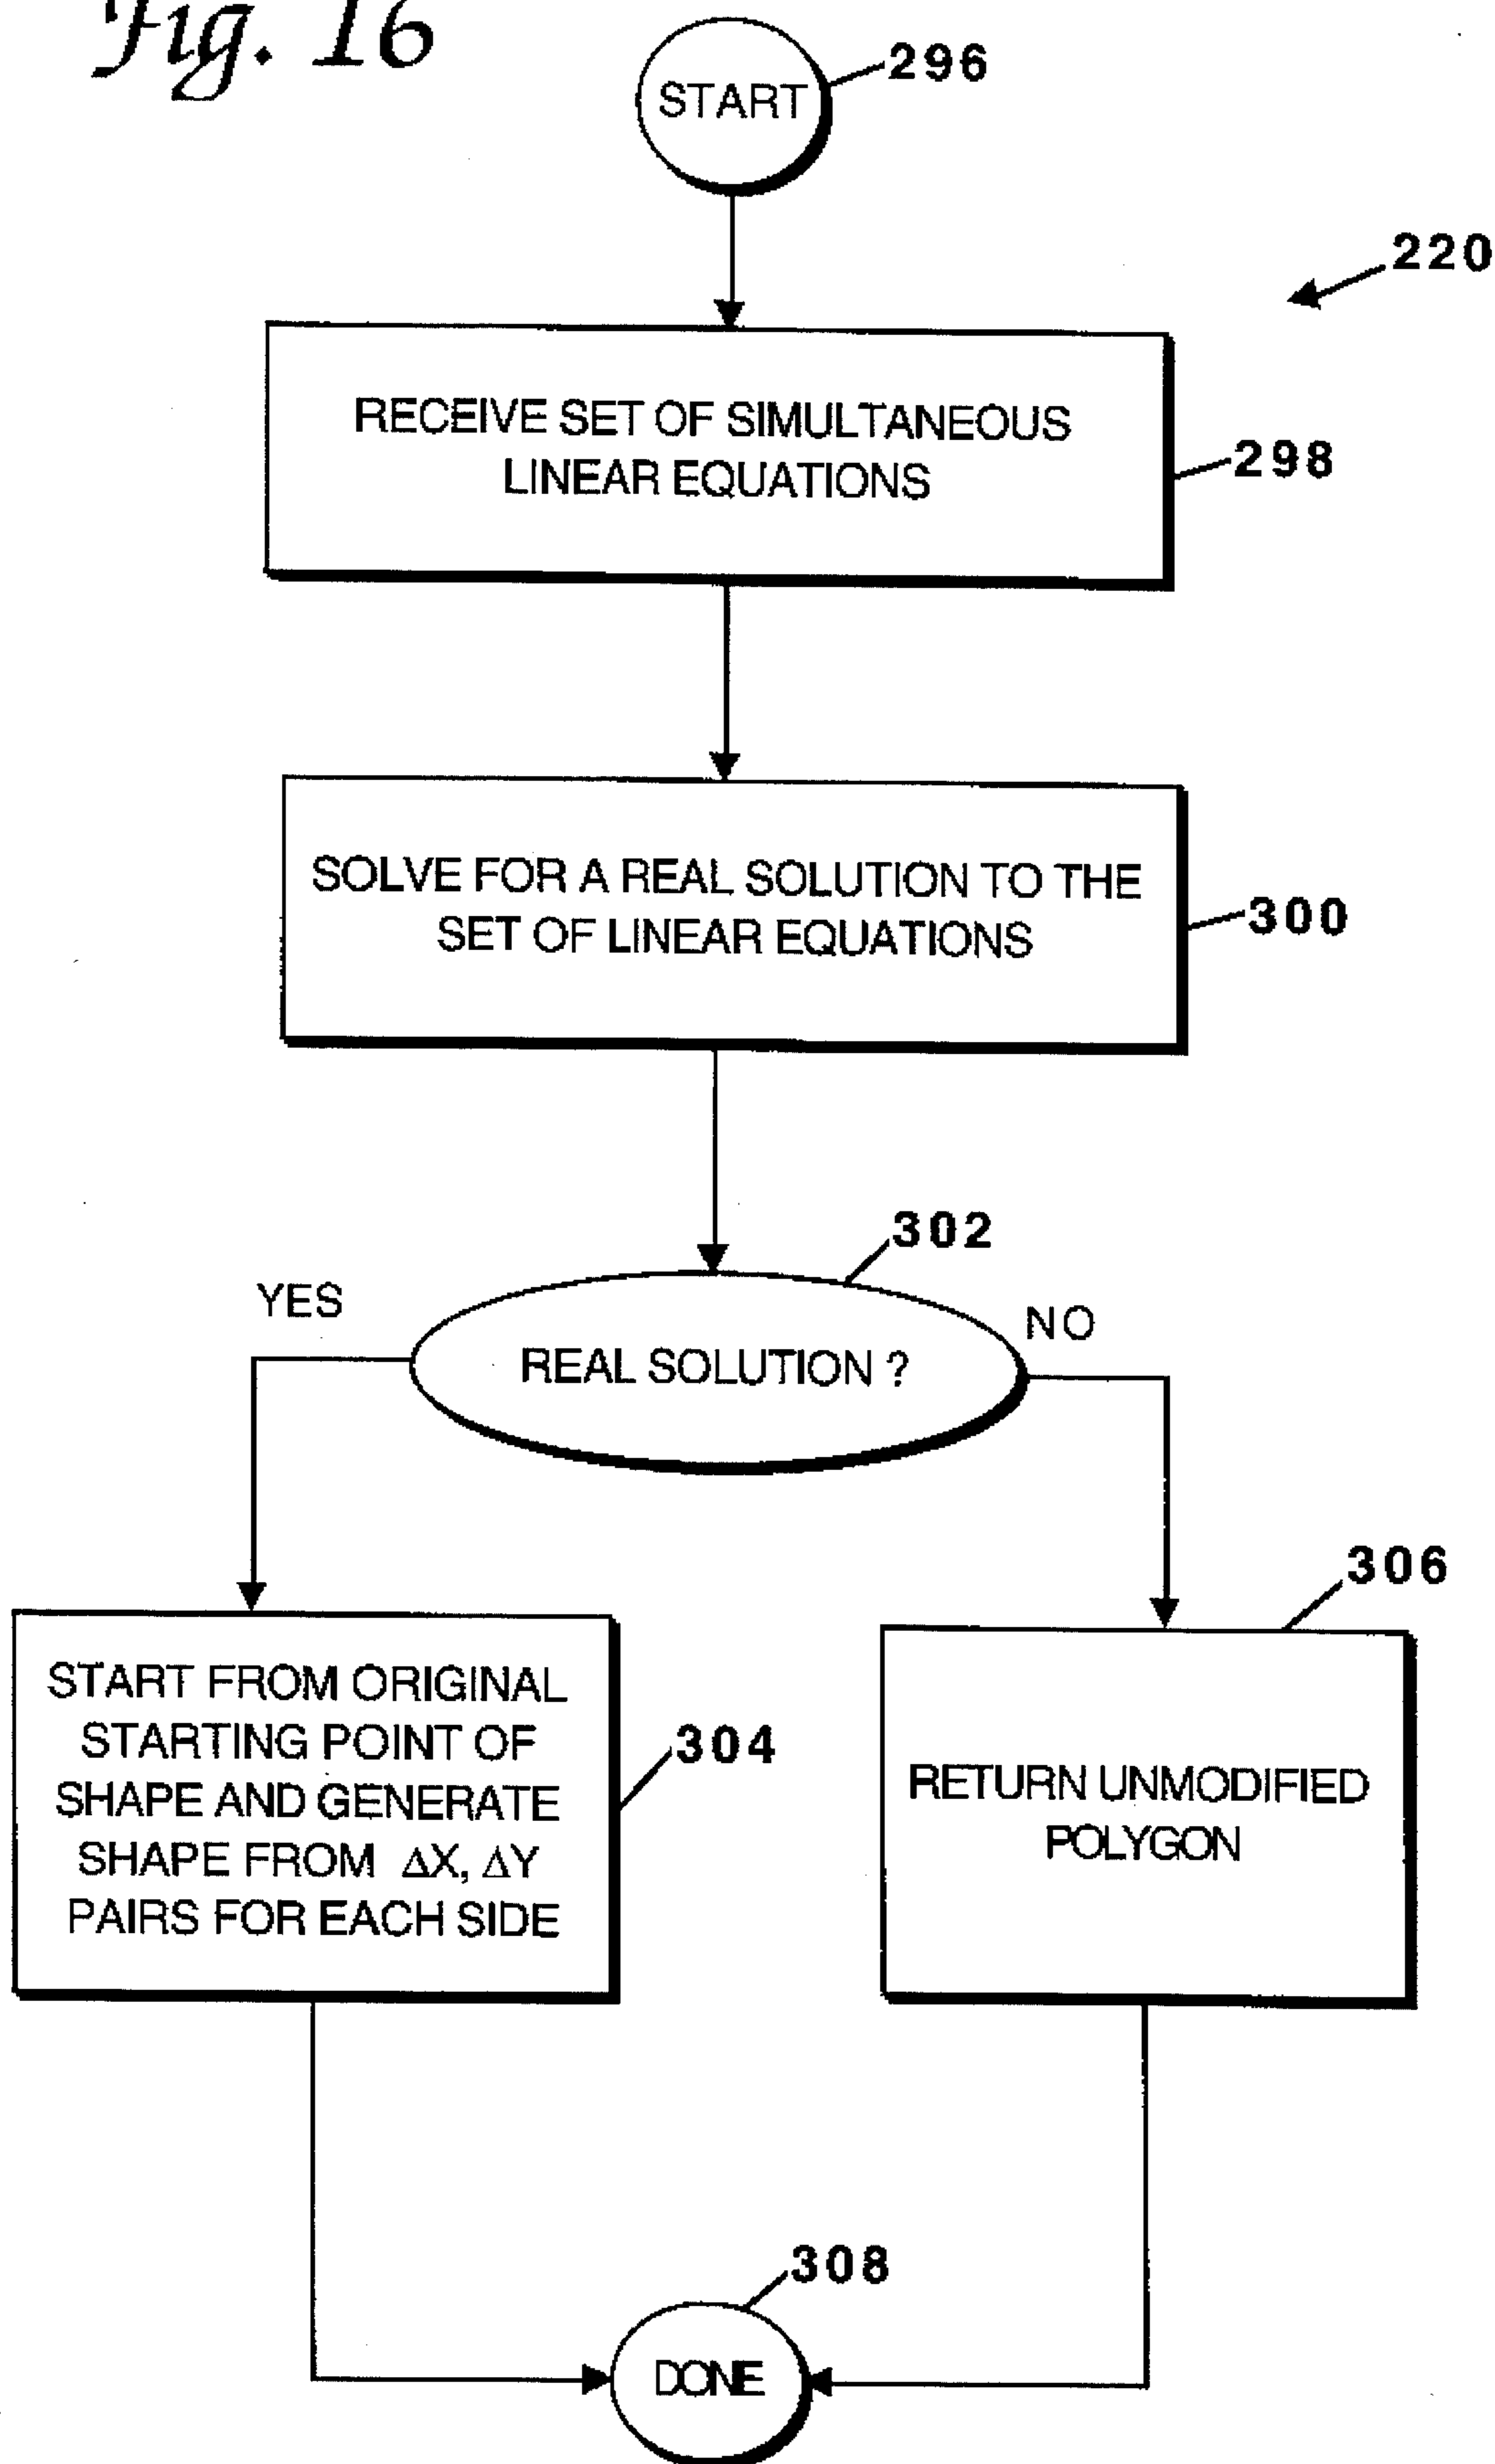 Fig. 16
START
296
220
RECEIVE SET OF SIMULTANEOUS
LINEAR EQUATIONS
298
SOLVE FOR A REAL SOLUTION TO THE
SET OF LINEAR EQUATIONS
300
302
YES
NO
REAL SOLUTION ?
306
START FROM ORIGINAL
STARTING POINT OF
SHAPE AND GENERATE
SHAPE FROM ΔX, ΔY
PAIRS FOR EACH SIDE
304
RETURN UNMODIFIED
POLYGON
308
DONE